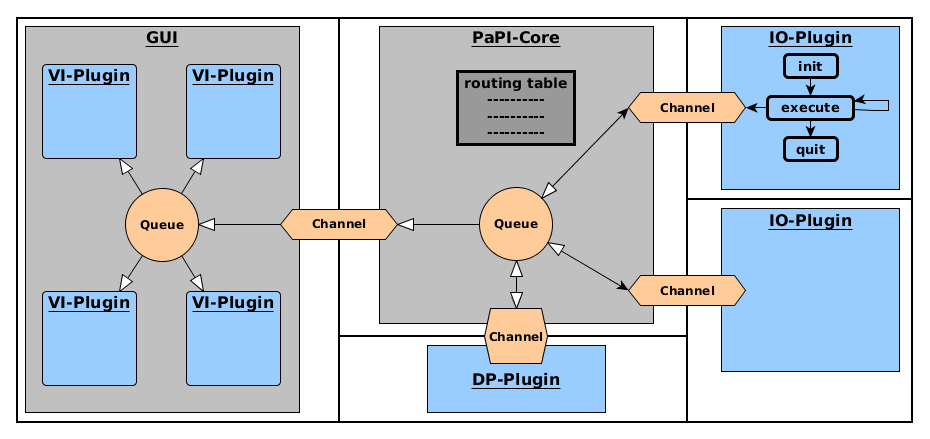 GUI
VI-Plugin
VI-Plugin
Queue
VI-Plugin
VI-Plugin
Channel
PaPI-Core
routing table
----------
----------
----------
Queue
Channel
Channel
Channel
DP-Plugin
IO-Plugin
init
execute
quit
IO-Plugin